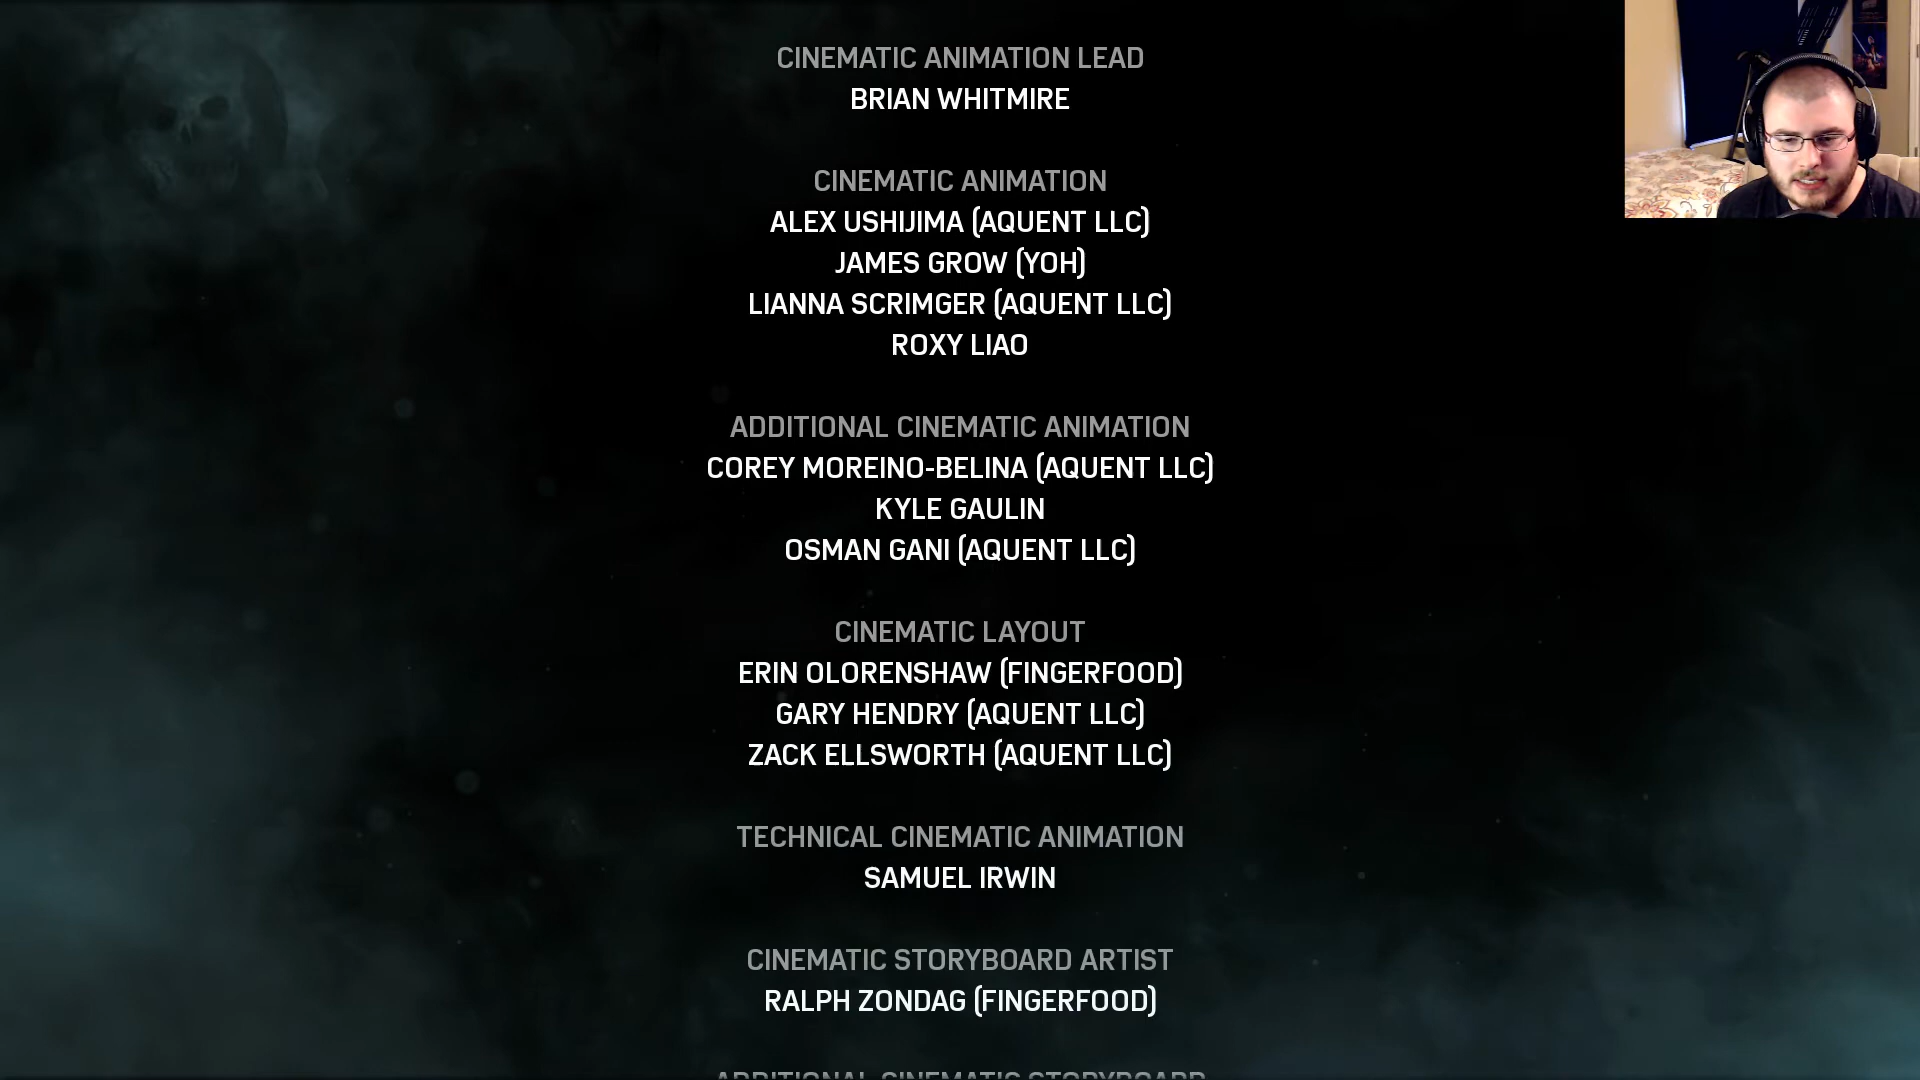 CINEMATIC ANIMATION LEAD
BRIAN WHITMIRE
CINEMATIC ANIMATION
ALEX USHIJIMA (AQUENT LLC)
JAMES GROW (YOH)
LIANNA SCRIMGER (AQUENT LLC)
ROXY LIAO
ADDITIONAL CINEMATIC ANIMATION
COREY MOREINO-BELINA (AQUENT LLC)
KYLE GAULIN
OSMAN GANI (AQUENT LLC)
CINEMATIC LAYOUT
ERIN OLORENSHAW (FINGERFOOD)
GARY HENDRY (AQUENT LLC)
ZACK ELLSWORTH (AQUENT LLC)
TECHNICAL CINEMATIC ANIMATION
SAMUEL IRWIN
CINEMATIC STORYBOARD ARTIST
RALPH ZONDAG (FINGERFOOD)
ADDITIONAL CINEMATIC STORYBOARD